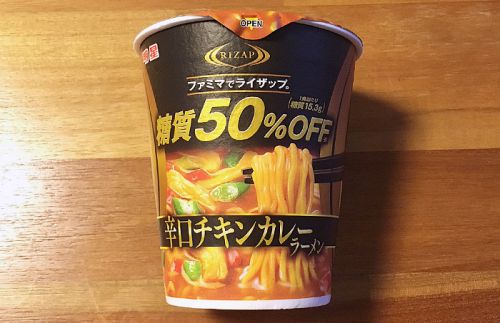 OPEN
RIZAP
ファミマでライザップ。
糖質50%OFF
1食当たり
糖質15.3g
辛口チキンカレー
ラーメン